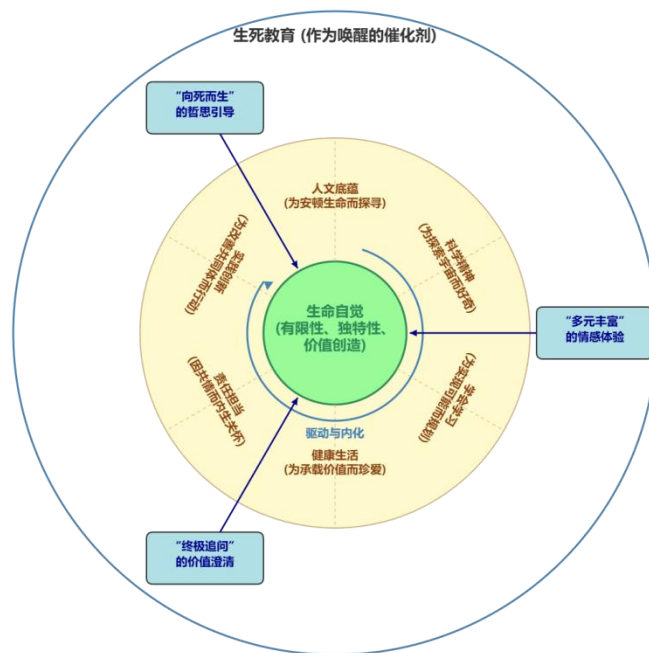 生死教育 (作为唤醒的催化剂)
“向死而生”
的哲思引导
人文底蕴
(为安顿生命而探寻)
科学精神
(为探索宇宙而好奇)
实践创新
(为改善共同体而行动)
生命自觉
(有限性、独特性、
价值创造)
“多元丰富”
的情感体验
责任担当
(因共情而内生关怀)
学会学习
(为实现可能而规划)
驱动与内化
健康生活
(为承载价值而珍爱)
“终极追问”
的价值澄清